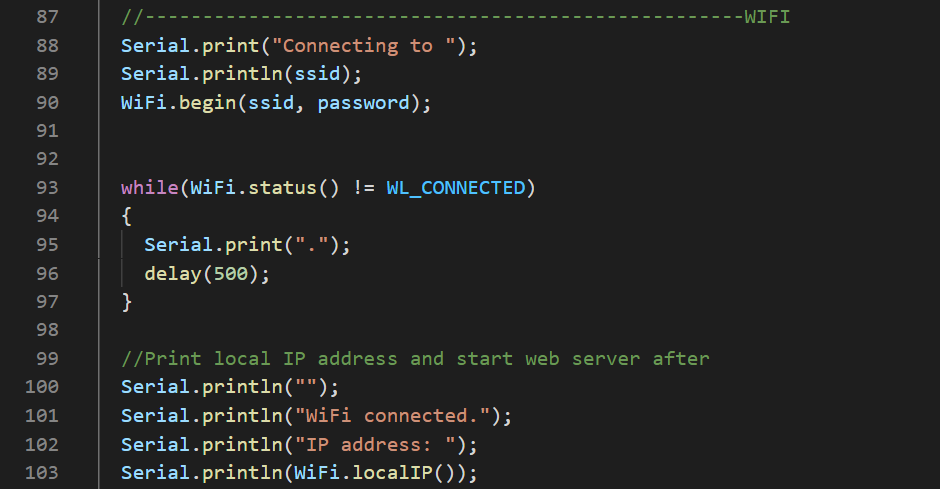 87 //----------------------------------------------------WIFI
88 Serial.print("Connecting to ");
89 Serial.println(ssid);
90 WiFi.begin(ssid, password);
91
92
93 while(WiFi.status() != WL_CONNECTED)
94 {
95 Serial.print(".");
96 delay(500);
97 }
98
99 //Print local IP address and start web server after
100 Serial.println("");
101 Serial.println("WiFi connected.");
102 Serial.println("IP address: ");
103 Serial.println(WiFi.localIP());